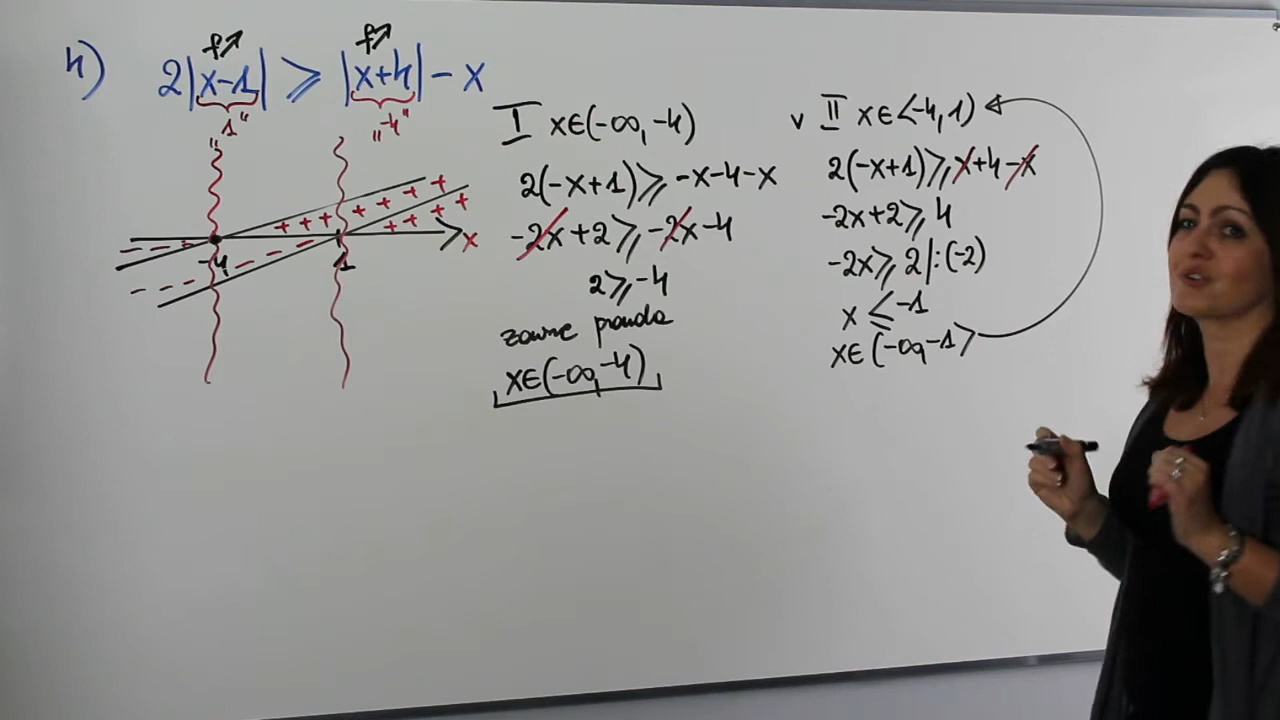 4) 2|x-1| ≥ |x+4| - x
f↗ f↗
"1" "-4"
-4 1 x
I x∈(-∞, -4)
2(-x+1) ≥ -x-4-x
-2x+2 ≥ -2x-4
2 ≥ -4
zawsze prawda
x∈(-∞, -4)
v II x∈<-4, 1)
2(-x+1) ≥ x+4-x
-2x+2 ≥ 4
-2x ≥ 2 |:(-2)
x ≤ -1
x∈(-∞, -1>